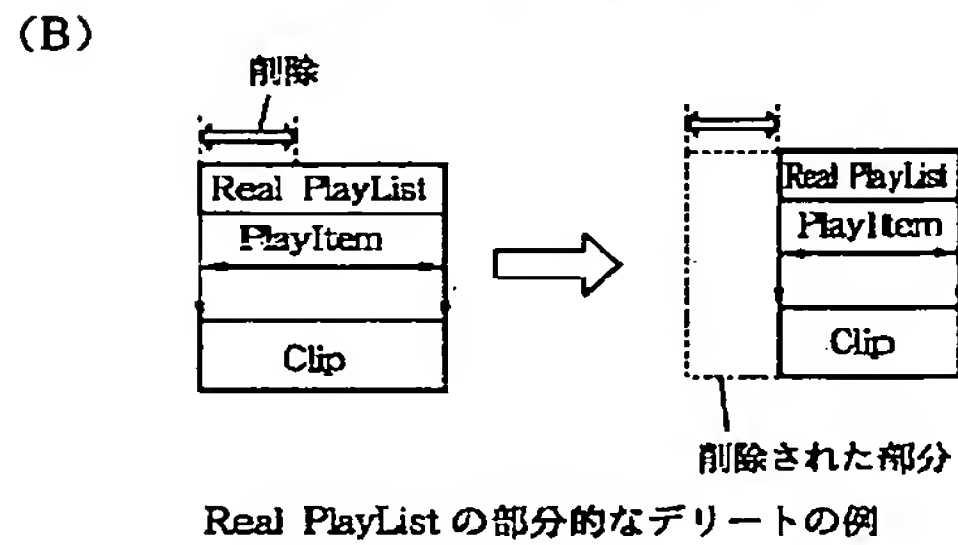 (B)
削除
Real PlayList
PlayItem
Clip
Real PlayList
PlayItem
Clip
削除された部分
Real PlayList の部分的なデリートの例